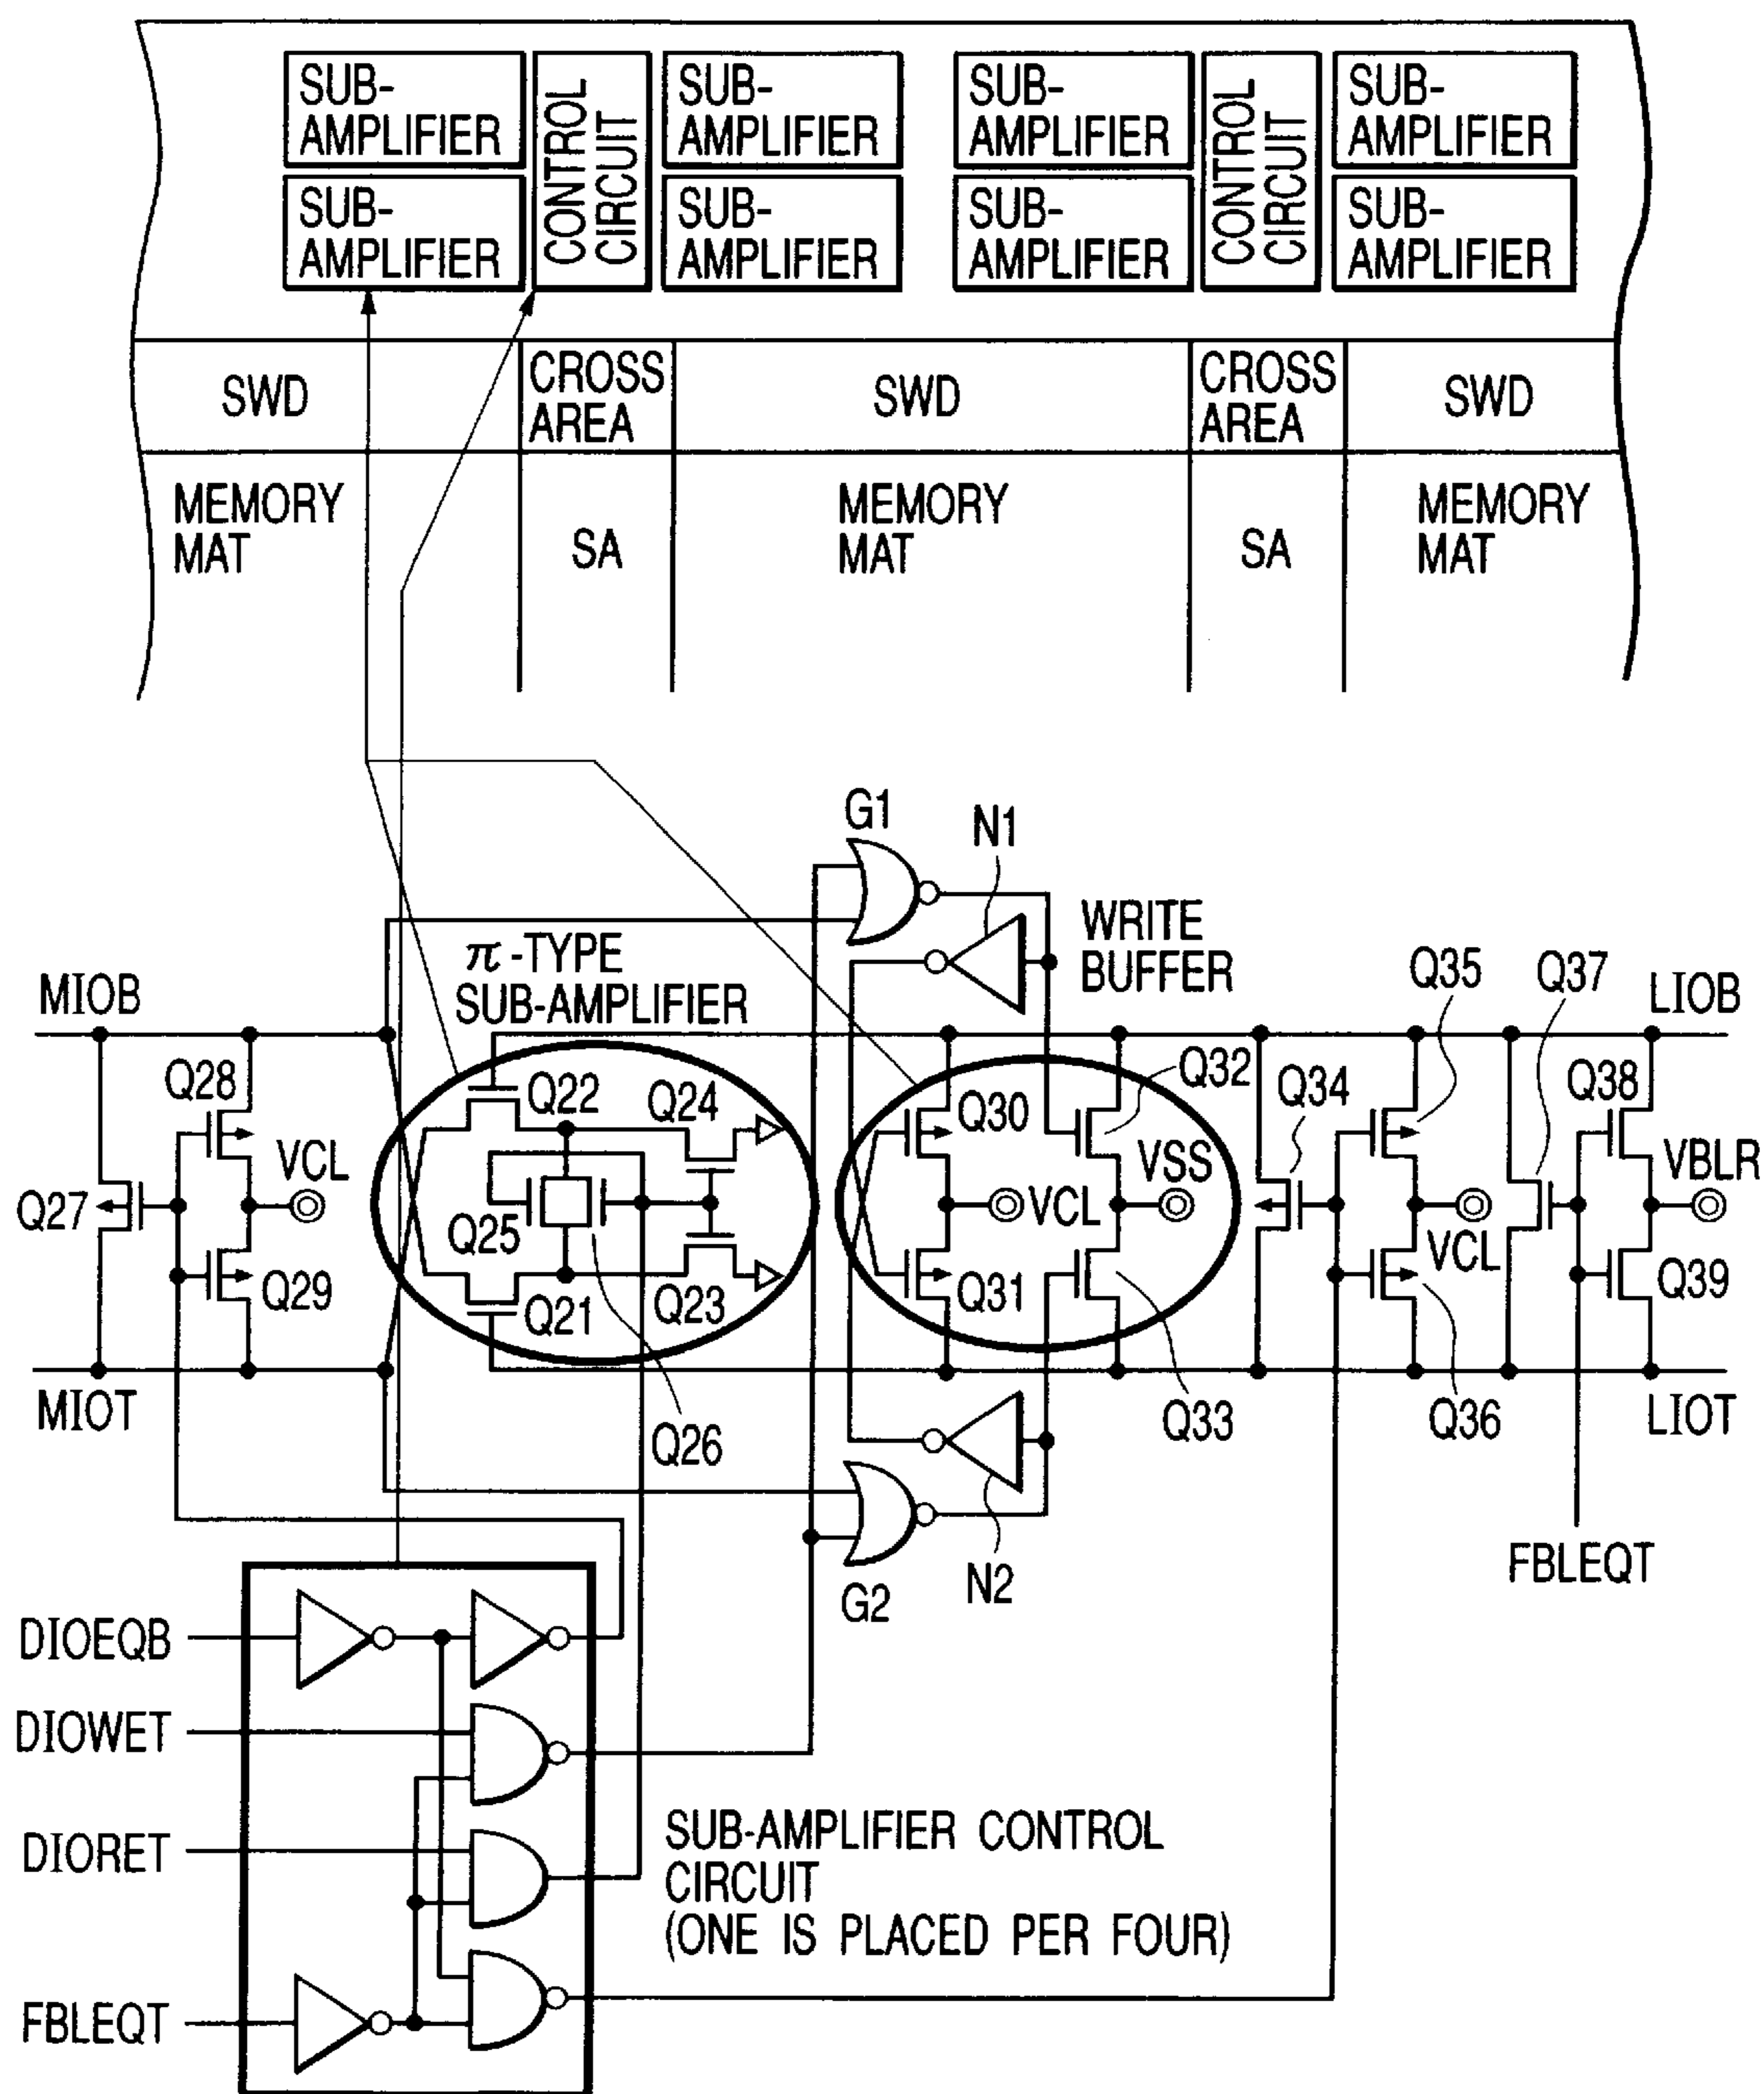 SUB-
AMPLIFIER
CONTROL
CIRCUIT
SUB-
AMPLIFIER
SUB-
AMPLIFIER
CONTROL
CIRCUIT
SUB-
AMPLIFIER
SUB-
AMPLIFIER
SUB-
AMPLIFIER
SUB-
AMPLIFIER
SUB-
AMPLIFIER
SWD
CROSS
AREA
SWD
CROSS
AREA
SWD
MEMORY
MAT
SA
MEMORY
MAT
SA
MEMORY
MAT
G1
N1
WRITE
BUFFER
π-TYPE
SUB-AMPLIFIER
MIOB
Q35
Q37
LIOB
Q28
Q22
Q24
Q30
Q32
Q34
Q38
VCL
VSS
VBLR
Q27
Q25
VCL
VCL
Q29
Q21
Q23
Q31
Q39
MIOT
Q26
Q33
Q36
LIOT
G2
N2
FBLEQT
DIOEQB
DIOWET
DIORET
SUB-AMPLIFIER CONTROL
CIRCUIT
(ONE IS PLACED PER FOUR)
FBLEQT